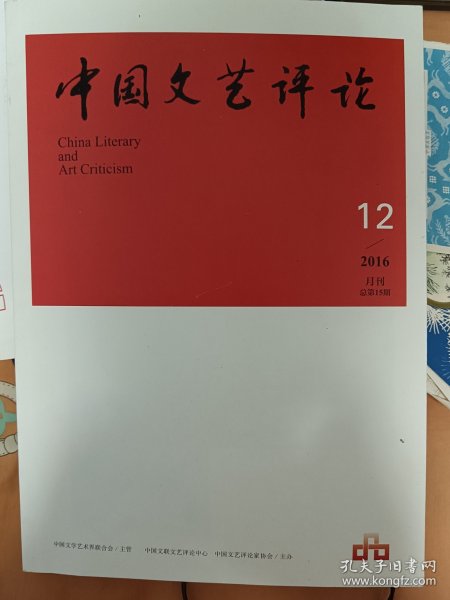 中国文艺评论
China Literary
and
Art Criticism
12
2016
月刊
总第15期
中国文学艺术界联合会/主管 中国文联文艺评论中心 中国文艺评论家协会/主办
孔夫子旧书网
www.kongfz.com